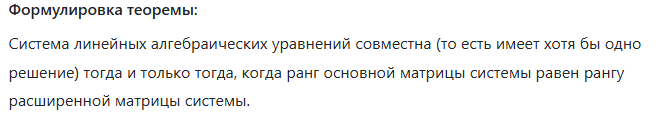 Формулировка теоремы:
Система линейных алгебраических уравнений совместна (то есть имеет хотя бы одно
решение) тогда и только тогда, когда ранг основной матрицы системы равен рангу
расширенной матрицы системы.